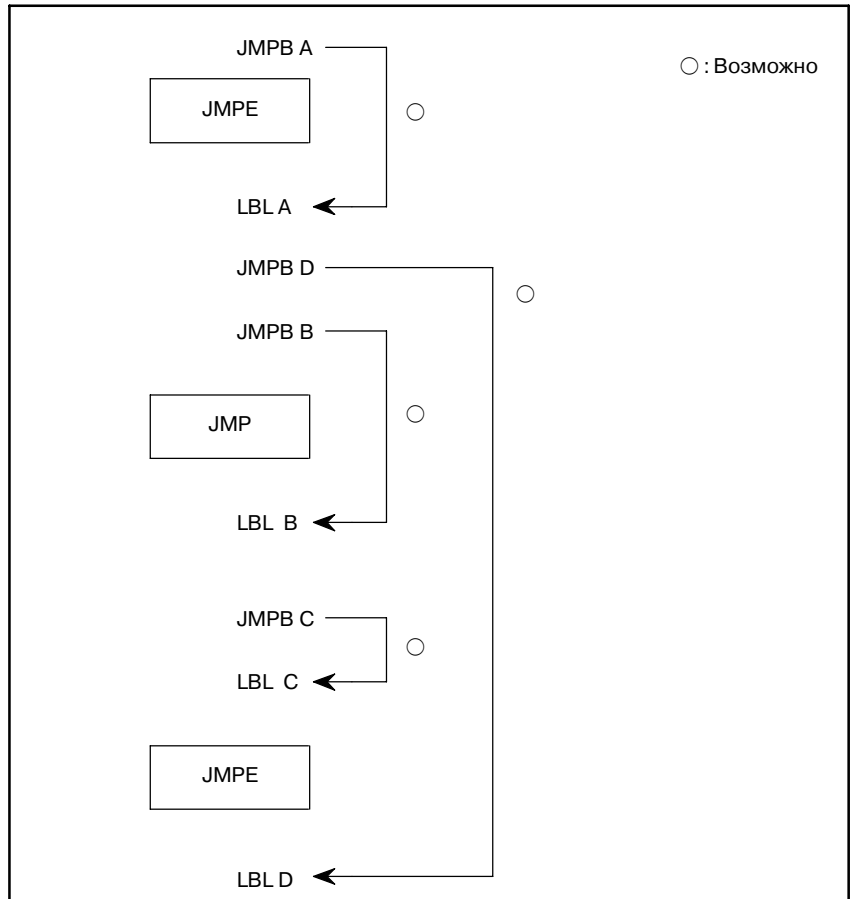 JMPB A
○ : Возможно
JMPE
LBL A
JMPB D
JMPB B
JMP
LBL B
JMPB C
LBL C
JMPE
LBL D